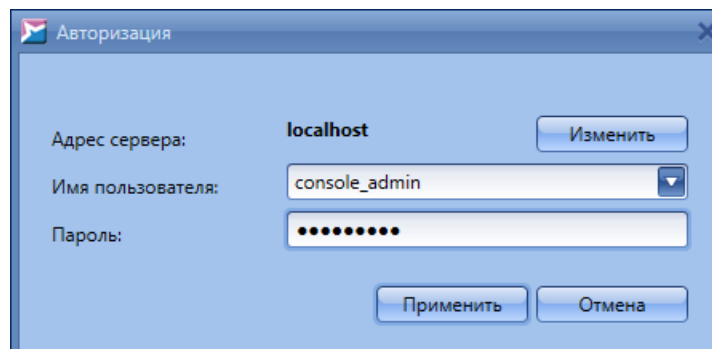 Авторизация
Адрес сервера: localhost Изменить
Имя пользователя: console_admin
Пароль: •••••••••
Применить Отмена